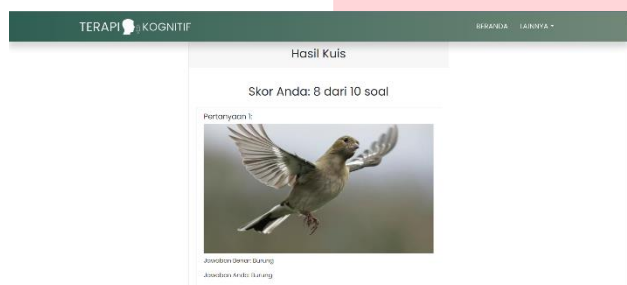 TERAPI KOGNITIF
BERANDA LAINNYA
Hasil Kuis
Skor Anda: 8 dari 10 soal
Pertanyaan 1:
Jawaban Benar: Burung
Jawaban Anda: Burung